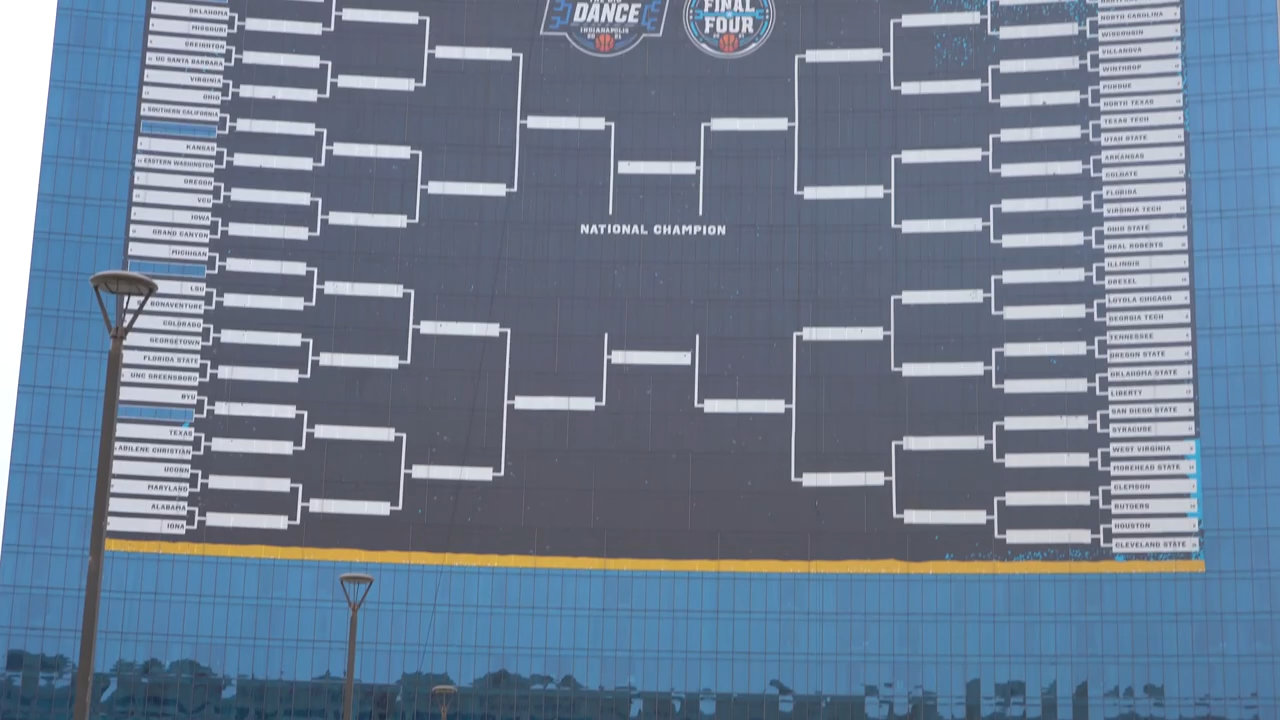 THE BIG
DANCE
INDIANAPOLIS
2021
FINAL
FOUR
OKLAHOMA
MISSOURI
CREIGHTON
UC SANTA BARBARA
VIRGINIA
OHIO
SOUTHERN CALIFORNIA
KANSAS
EASTERN WASHINGTON
OREGON
VCU
IOWA
GRAND CANYON
MICHIGAN
LSU
BONAVENTURE
COLORADO
GEORGETOWN
FLORIDA STATE
UNC GREENSBORO
BYU
TEXAS
ABILENE CHRISTIAN
UCONN
MARYLAND
ALABAMA
IONA
NATIONAL CHAMPION
NORTH CAROLINA
WISCONSIN
VILLANOVA
WINTHROP
PURDUE
NORTH TEXAS
TEXAS TECH
UTAH STATE
ARKANSAS
COLGATE
FLORIDA
VIRGINIA TECH
OHIO STATE
ORAL ROBERTS
ILLINOIS
DREXEL
LOYOLA CHICAGO
GEORGIA TECH
TENNESSEE
OREGON STATE
OKLAHOMA STATE
LIBERTY
SAN DIEGO STATE
SYRACUSE
WEST VIRGINIA
MOREHEAD STATE
CLEMSON
RUTGERS
HOUSTON
CLEVELAND STATE